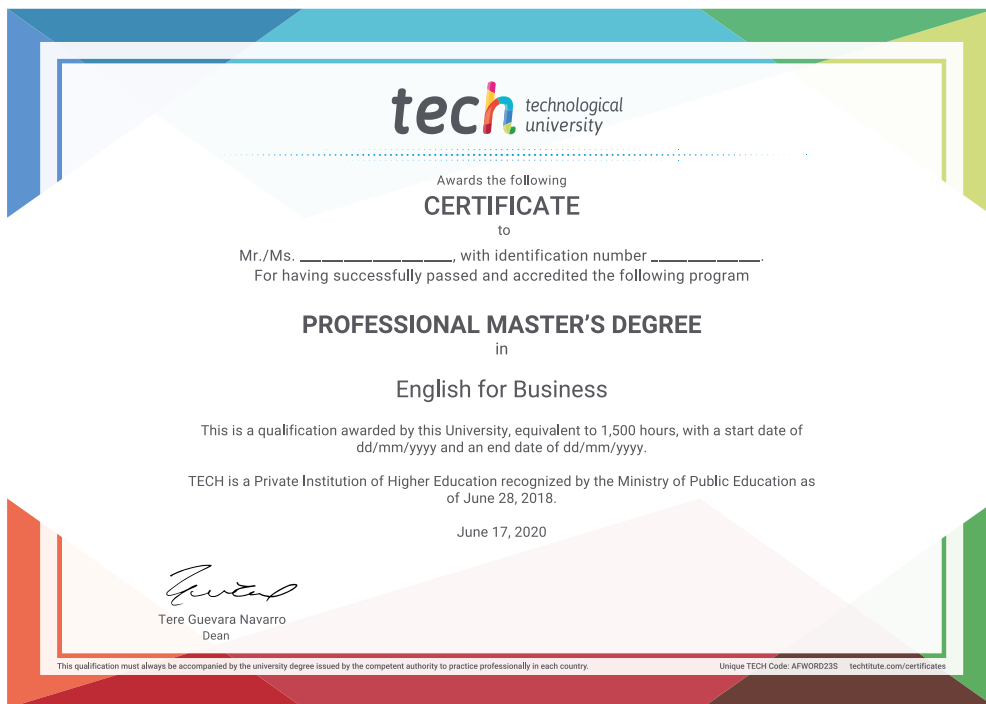 tech technological
university
Awards the following
CERTIFICATE
to
Mr./Ms. ____________________, with identification number ______________.
For having successfully passed and accredited the following program
PROFESSIONAL MASTER'S DEGREE
in
English for Business
This is a qualification awarded by this University, equivalent to 1,500 hours, with a start date of
dd/mm/yyyy and an end date of dd/mm/yyyy.
TECH is a Private Institution of Higher Education recognized by the Ministry of Public Education as
of June 28, 2018.
June 17, 2020
Tere Guevara Navarro
Dean
This qualification must always be accompanied by the university degree issued by the competent authority to practice professionally in each country.
Unique TECH Code: AFWORD23S techtitute.com/certificates